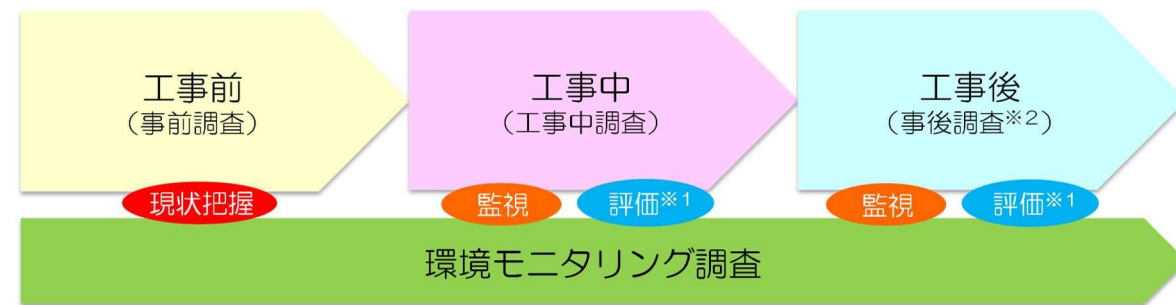 工事前
(事前調査)
工事中
(工事中調査)
工事後
(事後調査※2)
現状把握
監視
評価※1
監視
評価※1
環境モニタリング調査